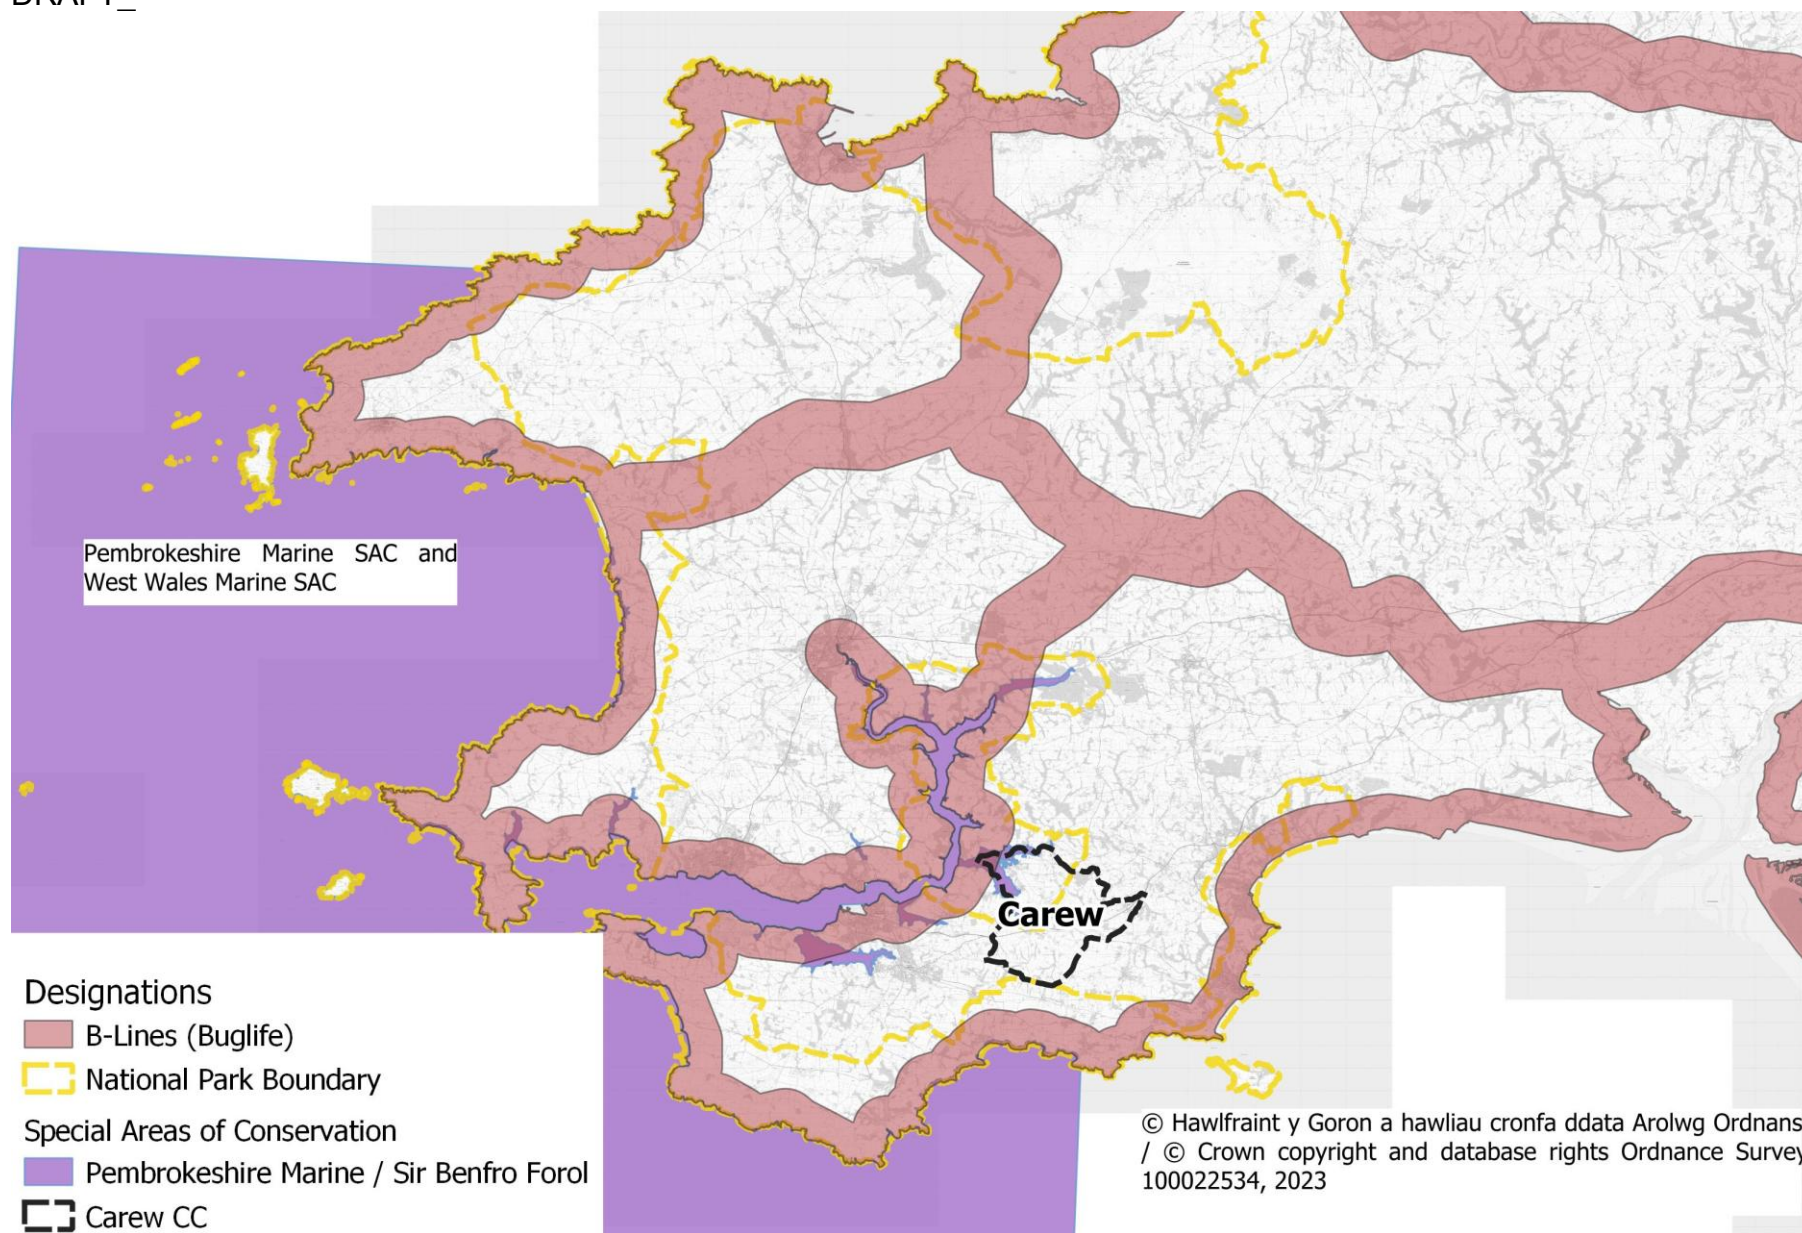 DRAFT_
Pembrokeshire Marine SAC and
West Wales Marine SAC
Carew
Designations
B-Lines (Buglife)
National Park Boundary
Special Areas of Conservation
Pembrokeshire Marine / Sir Benfro Forol
Carew CC
© Hawlfraint y Goron a hawliau cronfa ddata Arolwg Ordnans
/ © Crown copyright and database rights Ordnance Survey
100022534, 2023